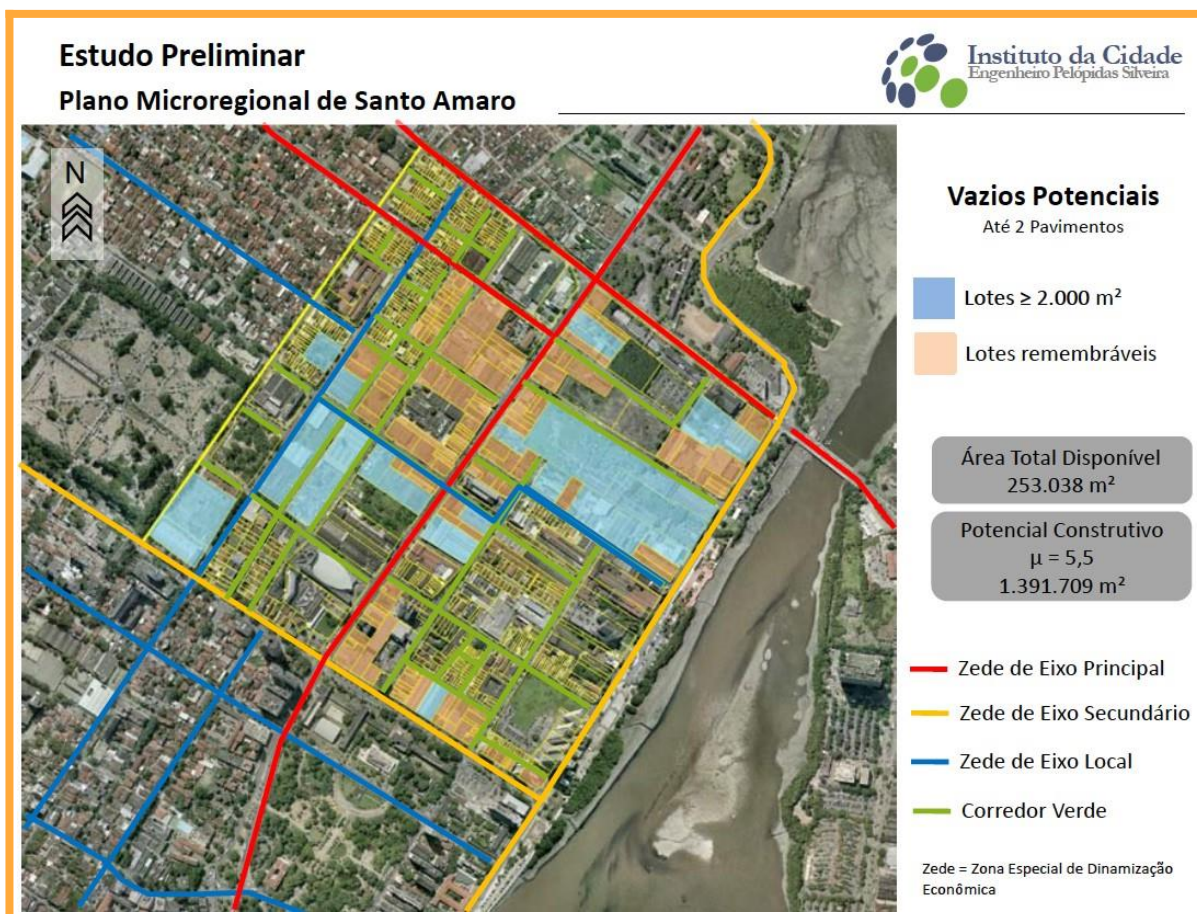 Estudo Preliminar
Plano Microregional de Santo Amaro
Instituto da Cidade
Engenheiro Pelópidas Silveira
N
Vazios Potenciais
Até 2 Pavimentos
Lotes ≥ 2.000 m²
Lotes remembráveis
Área Total Disponível
253.038 m²
Potencial Construtivo
μ = 5,5
1.391.709 m²
Zede de Eixo Principal
Zede de Eixo Secundário
Zede de Eixo Local
Corredor Verde
Zede = Zona Especial de Dinamização
Econômica